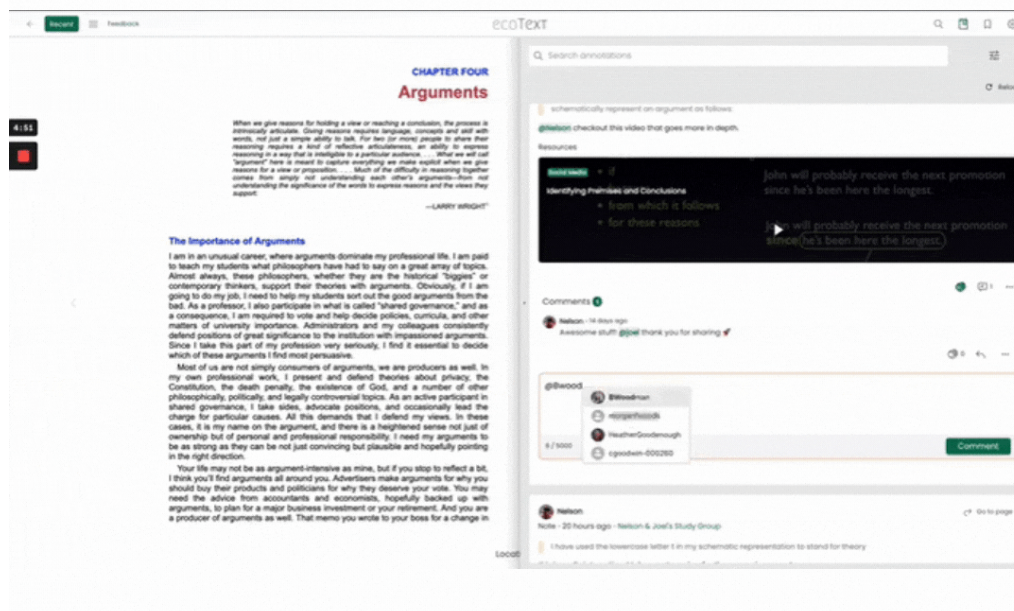 Recent
Feedback
ecoText
4:51
CHAPTER FOUR
Arguments
When we give reasons for holding a view or reaching a conclusion, the process is
intrinsically articulate. Giving reasons requires language, concepts and skill with
words, not just a simple ability to talk. For two (or more) people to share their
reasoning requires a kind of reflective articulateness, an ability to express
reasoning in a way that is intelligible to a particular audience. . . . What we will call
"argument" here is meant to capture everything we make explicit when we give
reasons for a view or proposition. . . . Much of the difficulty in reasoning together
comes from simply not understanding each other's arguments—from not
understanding the significance of the words to express reasons and the views they
support.
—LARRY WRIGHT
The Importance of Arguments
I am in an unusual career, where arguments dominate my professional life. I am paid
to teach my students what philosophers have had to say on a great array of topics.
Almost always, these philosophers, whether they are the historical "biggies" or
contemporary thinkers, support their theories with arguments. Obviously, if I am
going to do my job, I need to help my students sort out the good arguments from the
bad. As a professor, I also participate in what is called "shared governance," and as
a consequence, I am required to vote and help decide policies, curricula, and other
matters of university importance. Administrators and my colleagues consistently
defend positions of great significance to the institution with impassioned arguments.
Since I take this part of my profession very seriously, I find it essential to decide
which of these arguments I find most persuasive.
Most of us are not simply consumers of arguments, we are producers as well. In
my own professional work, I present and defend theories about privacy, the
Constitution, the death penalty, the existence of God, and a number of other
philosophically, politically, and legally controversial topics. As an active participant in
shared governance, I take sides, advocate positions, and occasionally lead the
charge for particular causes. All this demands that I defend my views. In these
cases, it is my name on the argument, and there is a heightened sense not just of
ownership but of personal and professional responsibility. I need my arguments to
be as strong as they can be not just convincing but plausible and hopefully pointing
in the right direction.
Your life may not be as argument-intensive as mine, but if you stop to reflect a bit,
I think you'll find arguments all around you. Advertisers make arguments for why you
should buy their products and politicians for why they deserve your vote. You may
need the advice from accountants and economists, hopefully backed up with
arguments, to plan for a major business investment or your retirement. And you are
a producer of arguments as well. That memo you wrote to your boss for a change in
Locat
Search annotations
Reloa
schematically represent an argument as follows:
@Nelson checkout this video that goes more in depth.
Resources
Social Media
Identifying Premises and Conclusions
from which it follows
for these reasons
John will probably receive the next promotion
since he's been here the longest.
John will probably receive the next promotion
since he's been here the longest.
1
Comments 1
Nelson - 14 days ago
Awesome stuff! @joel thank you for sharing 🚀
0
@Bwood
BWoodman
morganhwoods
HeatherGoodenough
cgoodwin-000260
6 / 5000
Comment
Nelson
Note - 20 hours ago - Nelson & Joel's Study Group
Go to page
I have used the lowercase letter t in my schematic representation to stand for theory